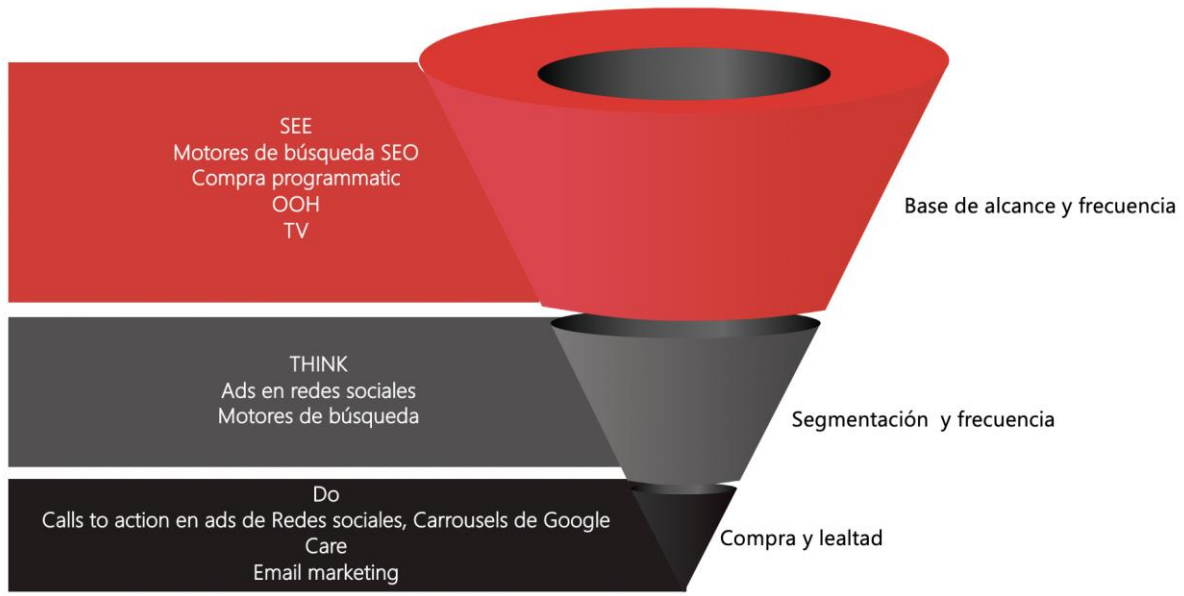 SEE
Motores de búsqueda SEO
Compra programmatic
OOH
TV
Base de alcance y frecuencia
THINK
Ads en redes sociales
Motores de búsqueda
Segmentación y frecuencia
Do
Calls to action en ads de Redes sociales, Carrousels de Google
Care
Email marketing
Compra y lealtad